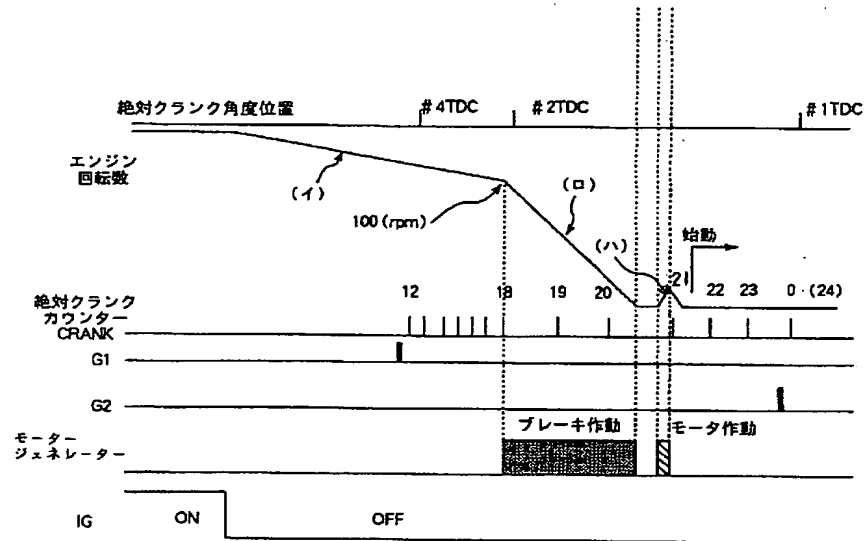 絶対クランク角度位置
#4TDC
#2TDC
#1TDC
エンジン
回転数
(イ)
100(rpm)
(ロ)
(ハ)
始動
絶対クランク
カウンター
CRANK
12
18
19
20
21
22
23
0・(24)
G1
G2
ブレーキ作動
モータ作動
モーター
ジェネレーター
IG
ON
OFF